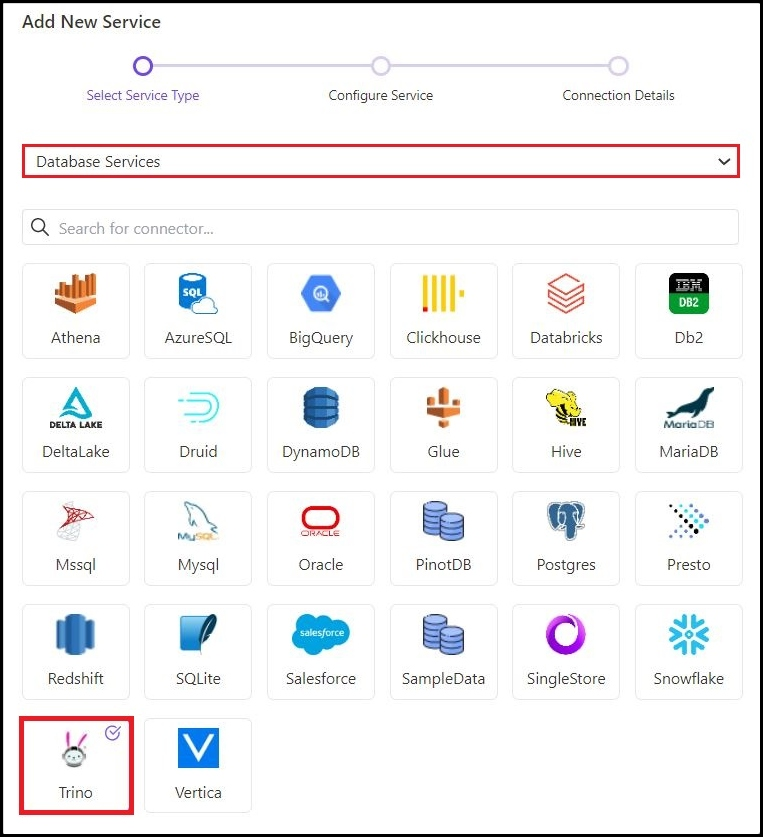 Add New Service
Select Service Type Configure Service Connection Details
Database Services
Search for connector...
SQL IBM DB2
Athena AzureSQL BigQuery Clickhouse Databricks Db2
DELTA LAKE HIVE MariaDB
DeltaLake Druid DynamoDB Glue Hive MariaDB
MySQL ORACLE
Mssql Mysql Oracle PinotDB Postgres Presto
salesforce
Redshift SQLite Salesforce SampleData SingleStore Snowflake
Trino Vertica